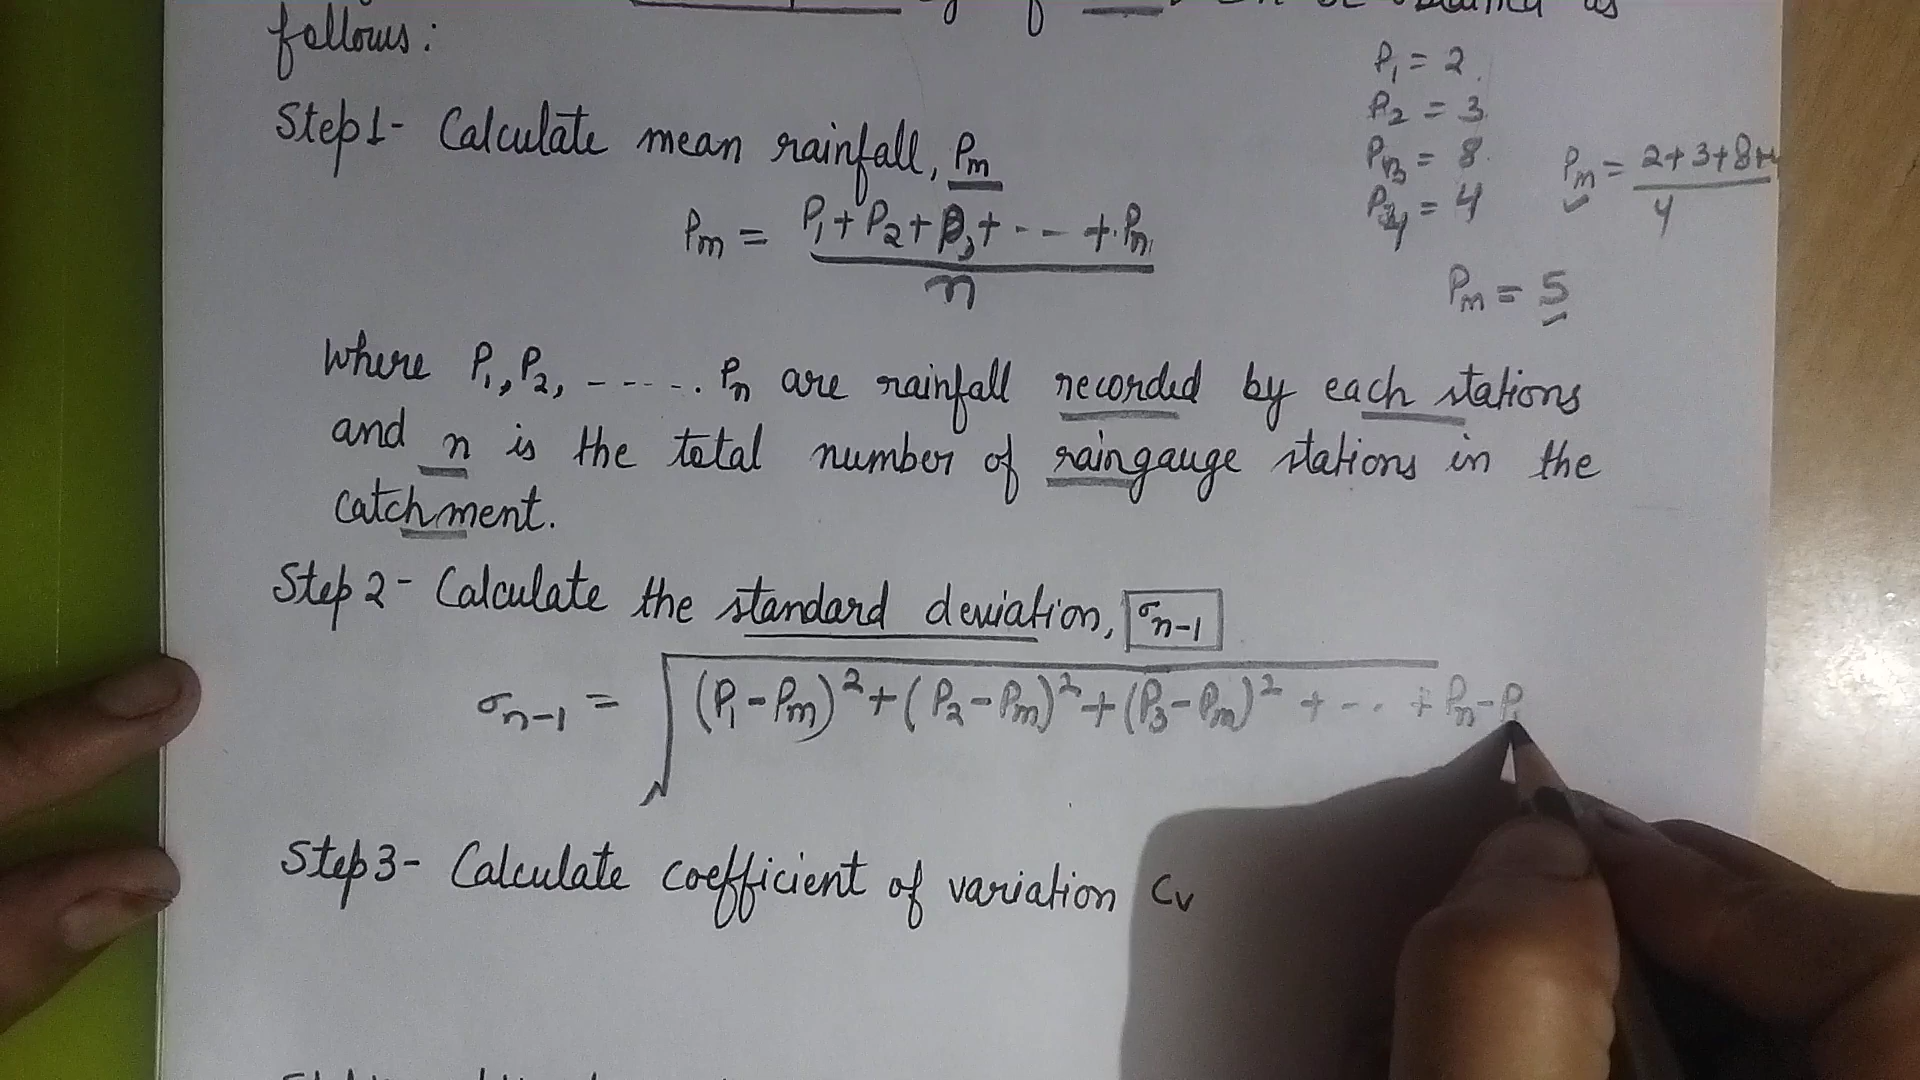 as
follows:
Step 1- Calculate mean rainfall, Pm
Pm = P1+P2+P3+ ---- +Pn
n
where P1, P2, ------. Pn are rainfall recorded by each stations
and n is the total number of raingauge stations in the
catchment.
P1 = 2
P2 = 3
P3 = 8
P4 = 4
Pm = 2+3+8+4
4
Pm = 5
Step 2- Calculate the standard deviation, σn-1
σn-1 = √(P1-Pm)²+(P2-Pm)²+(P3-Pm)² + -.. + Pn-P
Step 3- Calculate coefficient of variation Cv